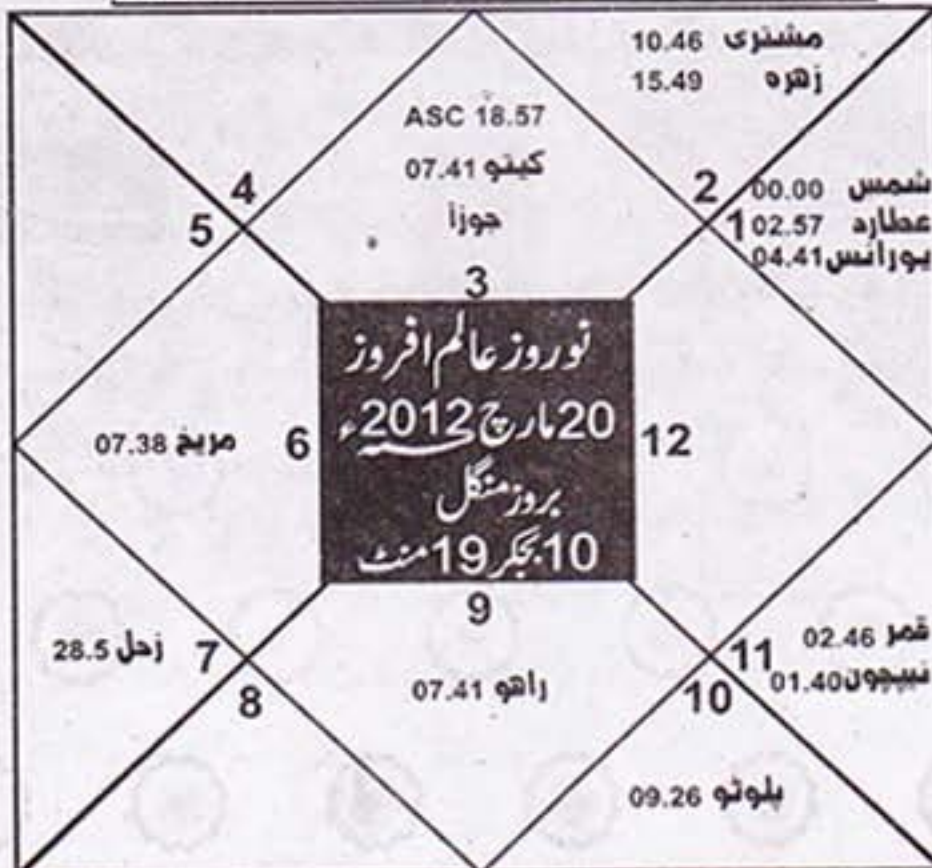 مشتری 10.46
زهره 15.49
ASC 18.57
کیتو 07.41
جوزا
3
2
شمس 00.00
1
عطارد 02.57
یورانس 04.41
4
5
نوروز عالم افروز
20 مارچ 2012ء
بروز منگل
10 بجکر 19 منٹ
مریخ 07.38
6
12
9
راهو 07.41
زحل 28.5
7
8
قمر 02.46
11
نیپچون 01.40
10
پلوٹو 09.26